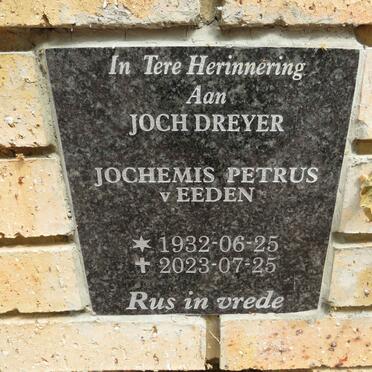 In Tere Herinnering
Aan
JOCH DREYER
JOCHEMIS PETRUS
v EEDEN
✶ 1932-06-25
✝ 2023-07-25
Rus in vrede